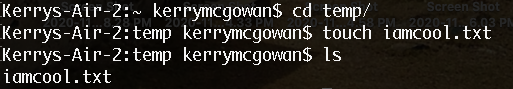 Kerrys-Air-2:~ kerrymcgowan$ cd temp/
Kerrys-Air-2:temp kerrymcgowan$ touch iamcool.txt
Kerrys-Air-2:temp kerrymcgowan$ ls
iamcool.txt